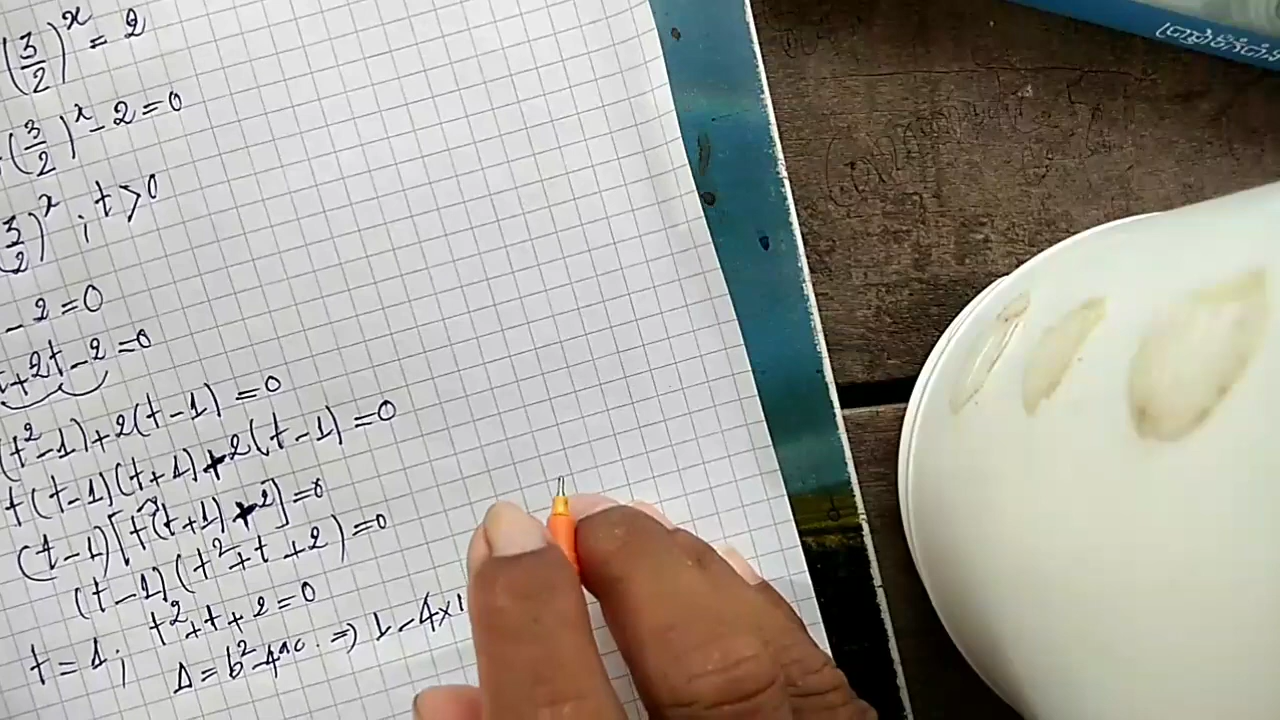 (3/2)^x = 2
(3/2)^x - 2 = 0
(3/2)^x ; t > 0
- 2 = 0
+ 2t - 2 = 0
(t² - 1) + 2(t - 1) = 0
t(t - 1)(t + 1) + 2(t - 1) = 0
(t - 1)[t(t + 1) + 2] = 0
(t - 1)(t² + t + 2) = 0
t = 1 ; t² + t + 2 = 0
Δ = b² - 4ac ⇒ 1 - 4×1